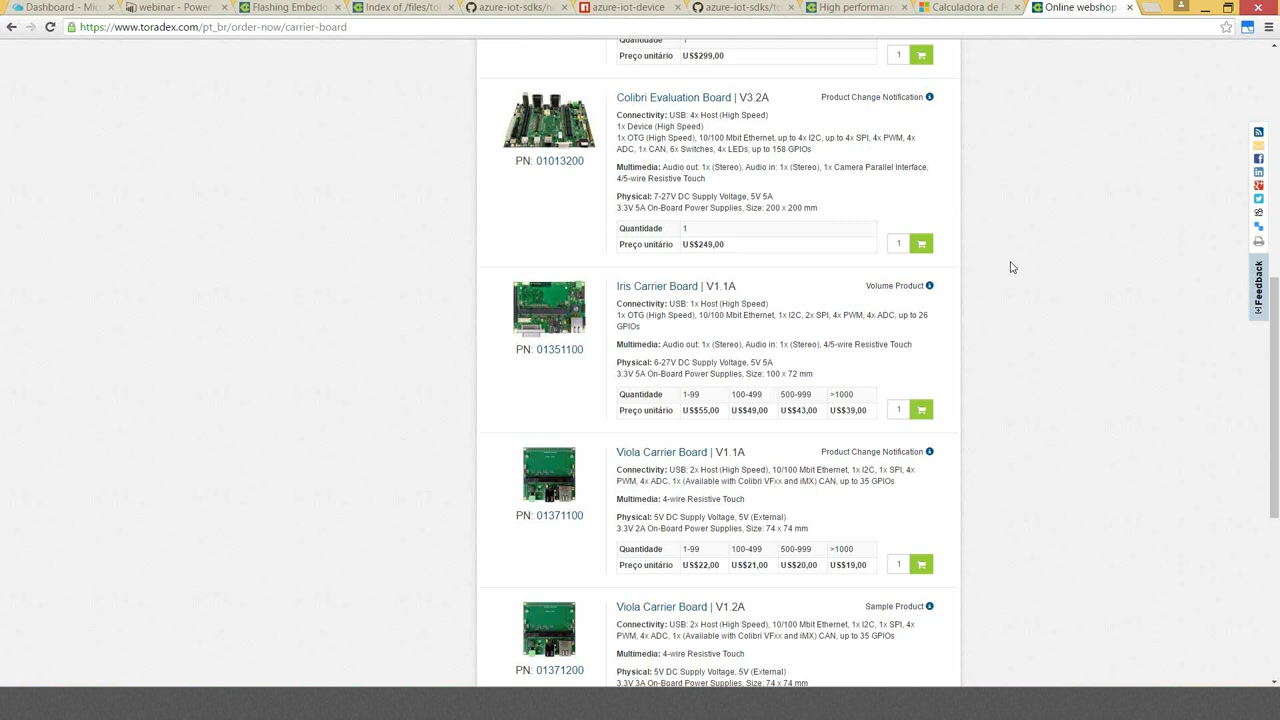 Dashboard - Mic
webinar - Power
Flashing Embed
Index of /files/to
azure-iot-sdks/n
azure-iot-device
azure-iot-sdks/to
High performan
Calculadora de P
Online webshop
https://www.toradex.com/pt_br/order-now/carrier-board
Quantidade 1
Preço unitário US$299,00
1
Colibri Evaluation Board | V3.2A
Product Change Notification
Connectivity: USB: 4x Host (High Speed)
1x Device (High Speed)
1x OTG (High Speed), 10/100 Mbit Ethernet, up to 4x I2C, up to 4x SPI, 4x PWM, 4x
ADC, 1x CAN, 6x Switches, 4x LEDs, up to 158 GPIOs
PN: 01013200
Multimedia: Audio out: 1x (Stereo), Audio in: 1x (Stereo), 1x Camera Parallel Interface,
4/5-wire Resistive Touch
Physical: 7-27V DC Supply Voltage, 5V 5A
3.3V 5A On-Board Power Supplies, Size: 200 x 200 mm
Quantidade 1
Preço unitário US$249,00
1
Iris Carrier Board | V1.1A
Volume Product
Connectivity: USB: 1x Host (High Speed)
1x OTG (High Speed), 10/100 Mbit Ethernet, 1x I2C, 2x SPI, 4x PWM, 4x ADC, up to 26
GPIOs
Multimedia: Audio out: 1x (Stereo), Audio in: 1x (Stereo), 4/5-wire Resistive Touch
PN: 01351100
Physical: 6-27V DC Supply Voltage, 5V 5A
3.3V 5A On-Board Power Supplies, Size: 100 x 72 mm
Quantidade 1-99 100-499 500-999 >1000
Preço unitário US$55,00 US$49,00 US$43,00 US$39,00
1
Viola Carrier Board | V1.1A
Product Change Notification
Connectivity: USB: 2x Host (High Speed), 10/100 Mbit Ethernet, 1x I2C, 1x SPI, 4x
PWM, 4x ADC, 1x (Available with Colibri VFxx and iMX) CAN, up to 35 GPIOs
Multimedia: 4-wire Resistive Touch
PN: 01371100
Physical: 5V DC Supply Voltage, 5V (External)
3.3V 2A On-Board Power Supplies, Size: 74 x 74 mm
Quantidade 1-99 100-499 500-999 >1000
Preço unitário US$22,00 US$21,00 US$20,00 US$19,00
1
Viola Carrier Board | V1.2A
Sample Product
Connectivity: USB: 2x Host (High Speed), 10/100 Mbit Ethernet, 1x I2C, 1x SPI, 4x
PWM, 4x ADC, 1x (Available with Colibri VFxx and iMX) CAN, up to 35 GPIOs
Multimedia: 4-wire Resistive Touch
PN: 01371200
Physical: 5V DC Supply Voltage, 5V (External)
3.3V 3A On-Board Power Supplies, Size: 74 x 74 mm
[+] Feedback